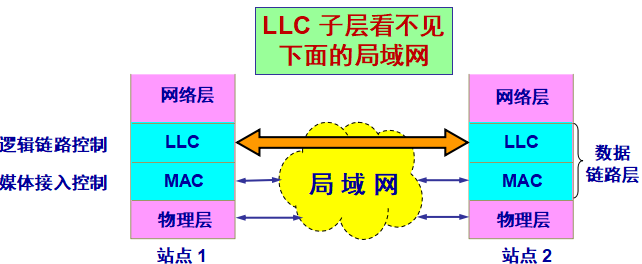 LLC 子层看不见
下面的局域网
网络层
网络层
逻辑链路控制
LLC
LLC
数据
链路层
媒体接入控制
MAC
局域网
MAC
物理层
物理层
站点 1
站点 2